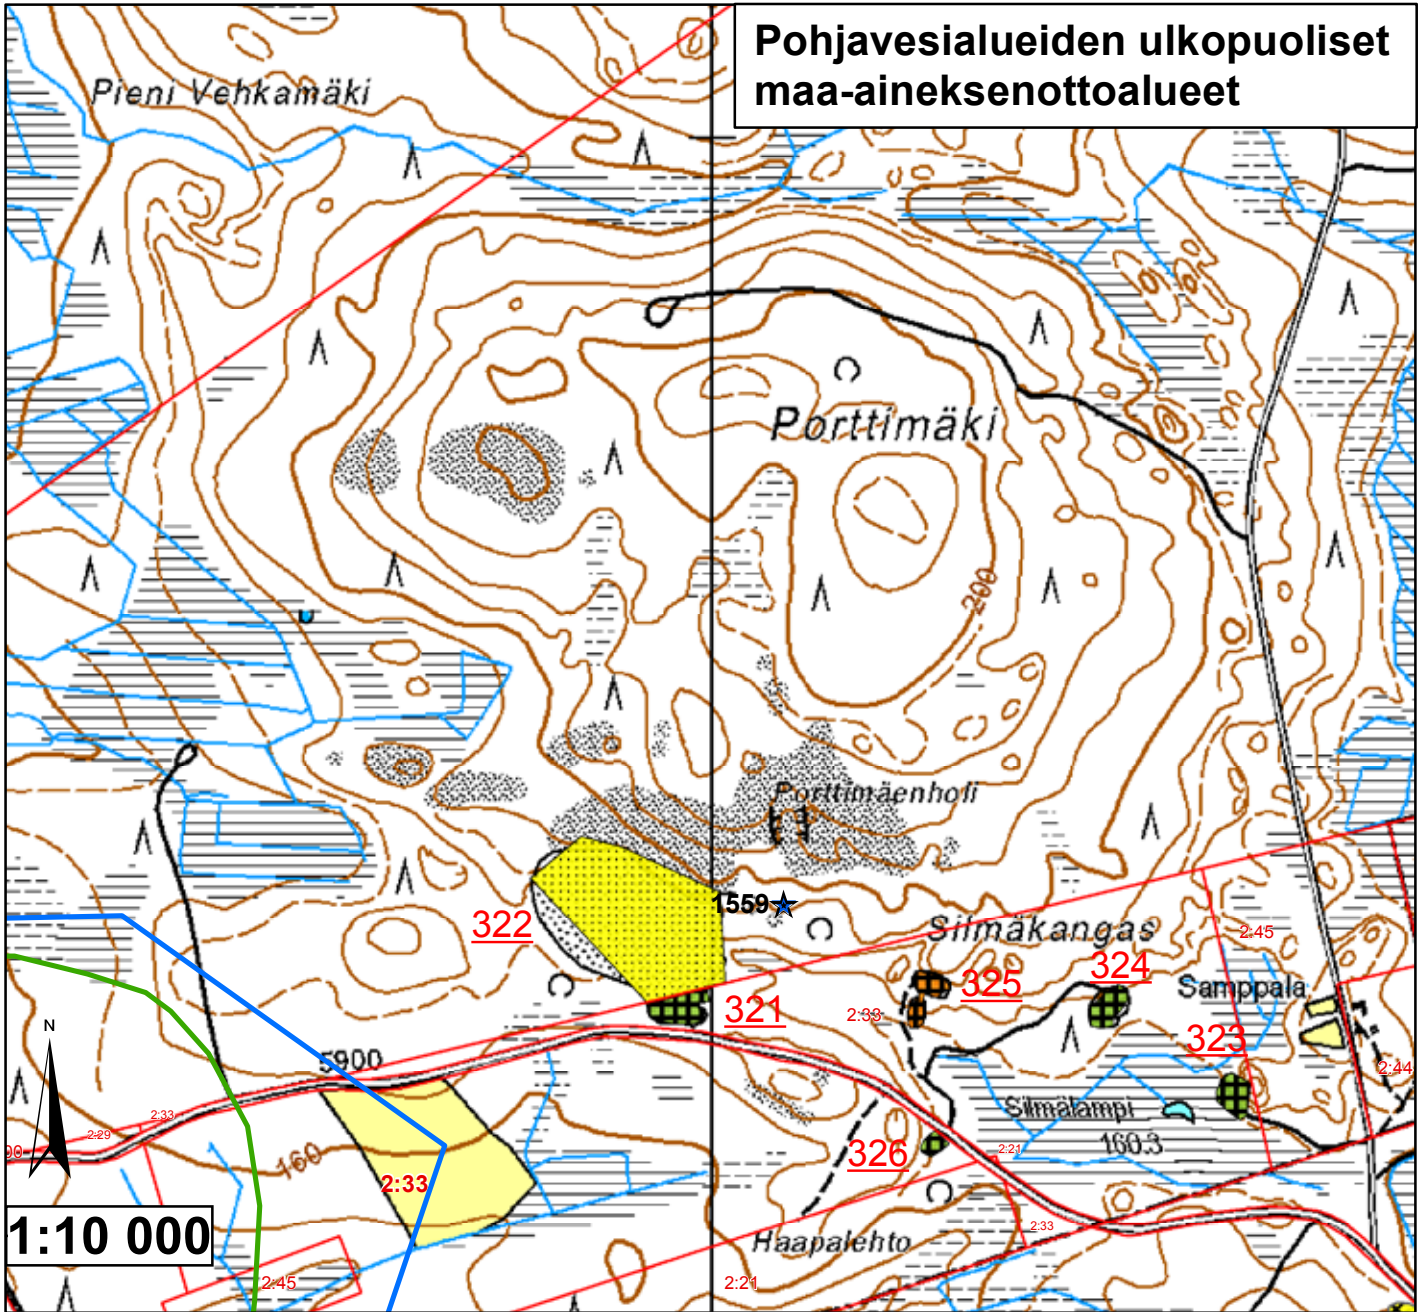 Pohjavesialueiden ulkopuoliset
maa-aineksenottoalueet
Pieni Vehkamäki
Porttimäki
200
Porttimäenholi
1559
322
Silmäkangas
2:45
324
325
Samppala
321
2:33
323
N
5900
2:44
2:33
2:29
Silmälampi
160.3
326
2:21
160
2:33
2:33
1:10 000
Haapalehto
2:45
2:21